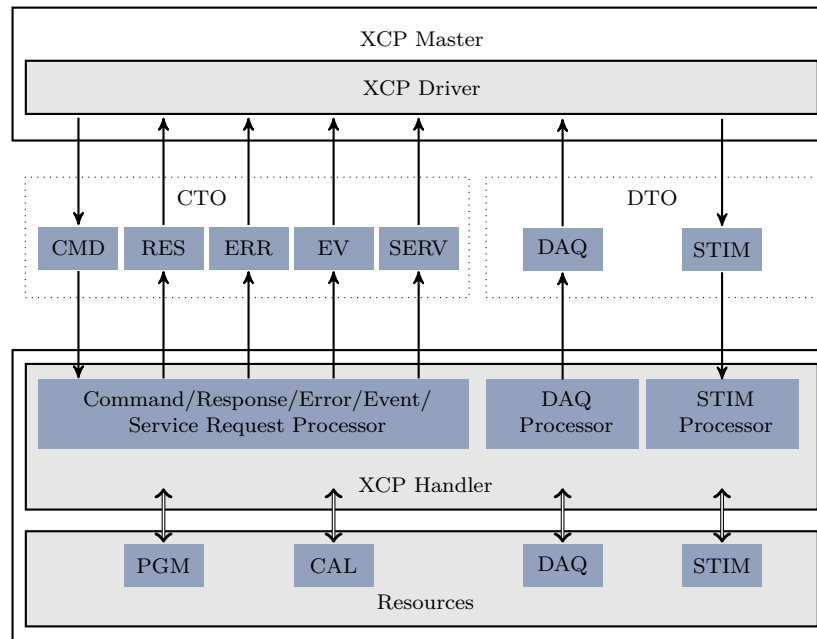 XCP Master
XCP Driver
CTO
DTO
CMD
RES
ERR
EV
SERV
DAQ
STIM
Command/Response/Error/Event/
Service Request Processor
DAQ
Processor
STIM
Processor
XCP Handler
PGM
CAL
DAQ
STIM
Resources